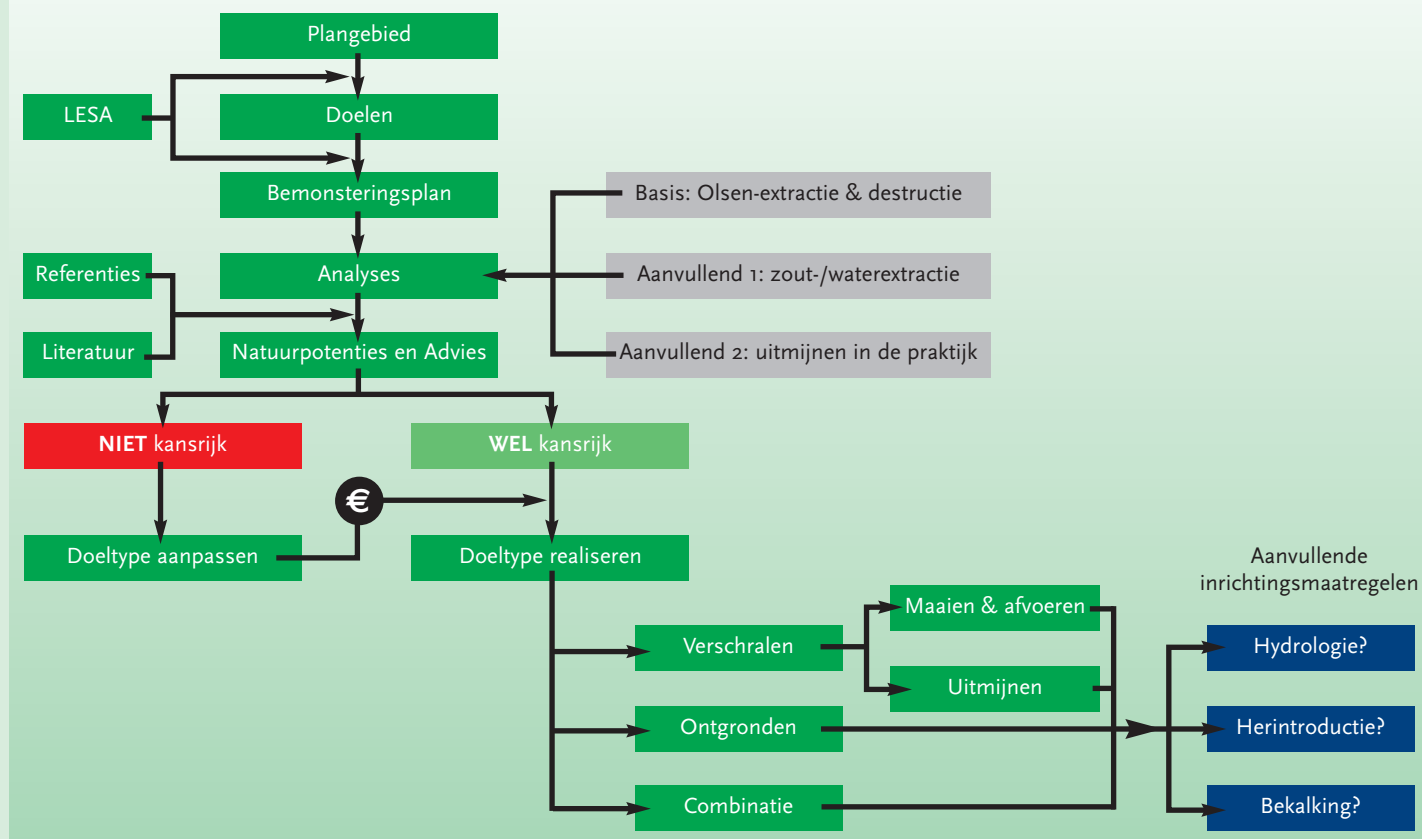 Plangebied
LESA
Doelen
Bemonsteringsplan
Basis: Olsen-extractie & destructie
Referenties
Analyses
Aanvullend 1: zout-/waterextractie
Literatuur
Natuurpotenties en Advies
Aanvullend 2: uitmijnen in de praktijk
NIET kansrijk
WEL kansrijk
€
Doeltype aanpassen
Doeltype realiseren
Aanvullende
inrichtingsmaatregelen
Maaien & afvoeren
Verschralen
Hydrologie?
Uitmijnen
Ontgronden
Herintroductie?
Combinatie
Bekalking?